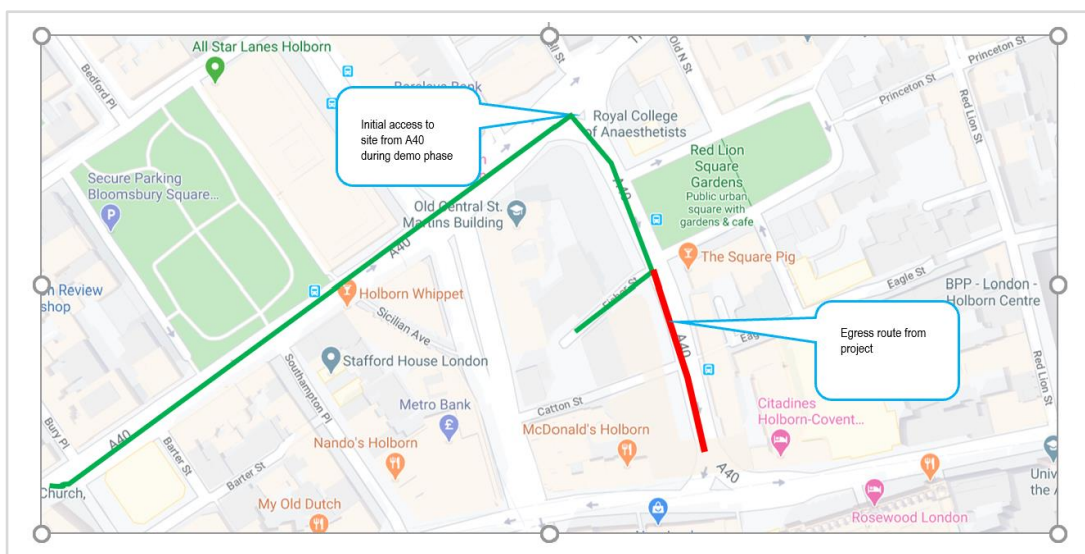 All Star Lanes Holborn
Bedford Pl
Old N St
Princeton St
Princeton St
Red Lion St
Initial access to
site from A40
during demo phase
Royal College
of Anaesthetists
Red Lion
Square
Gardens
Public urban
square with
gardens & cafe
Secure Parking
Bloomsbury Square...
Old Central St.
Martins Building
A40
A40
The Square Pig
Eagle St
BPP - London -
Holborn Centre
n Review
shop
Holborn Whippet
Sicilian Ave
Fisher St
Egress route from
project
A40
Stafford House London
Southampton Pl
Catton St
Red Lion St
Metro Bank
McDonald's Holborn
Citadines
Holborn-Covent...
Bury Pl
A40
Barter St
Nando's Holborn
A40
Church,
Barter St
My Old Dutch
Rosewood London
Univ
the A